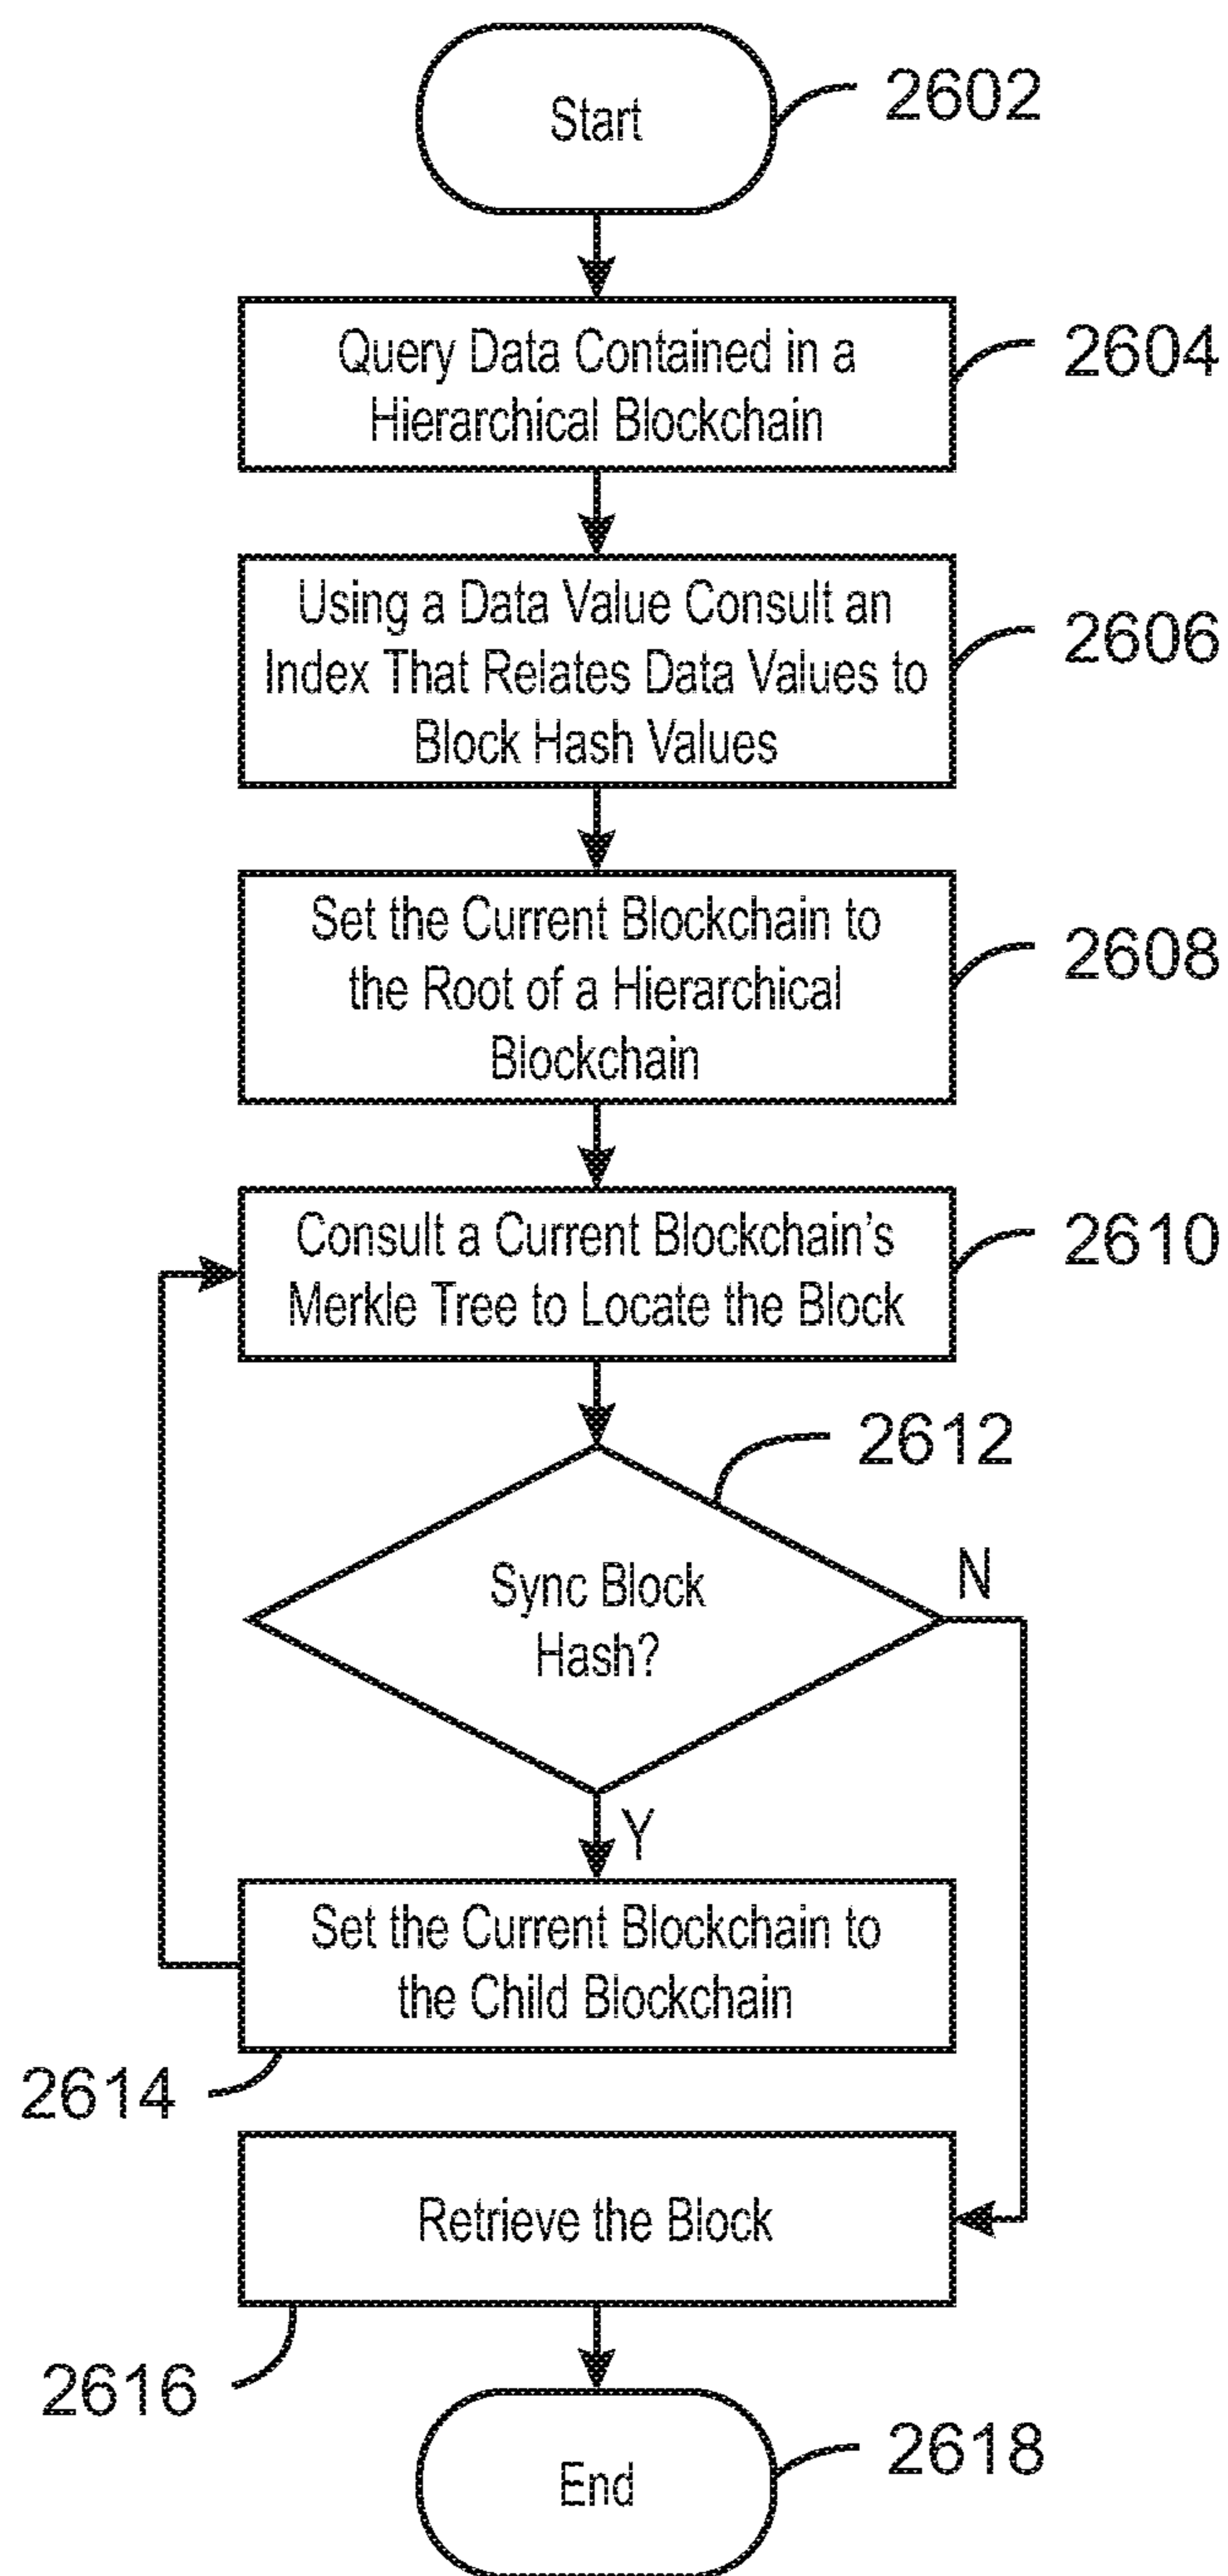 Start
2602
Query Data Contained in a
Hierarchical Blockchain
2604
Using a Data Value Consult an
Index That Relates Data Values to
Block Hash Values
2606
Set the Current Blockchain to
the Root of a Hierarchical
Blockchain
2608
Consult a Current Blockchain's
Merkle Tree to Locate the Block
2610
2612
Sync Block
Hash?
N
Y
Set the Current Blockchain to
the Child Blockchain
2614
Retrieve the Block
2616
End
2618